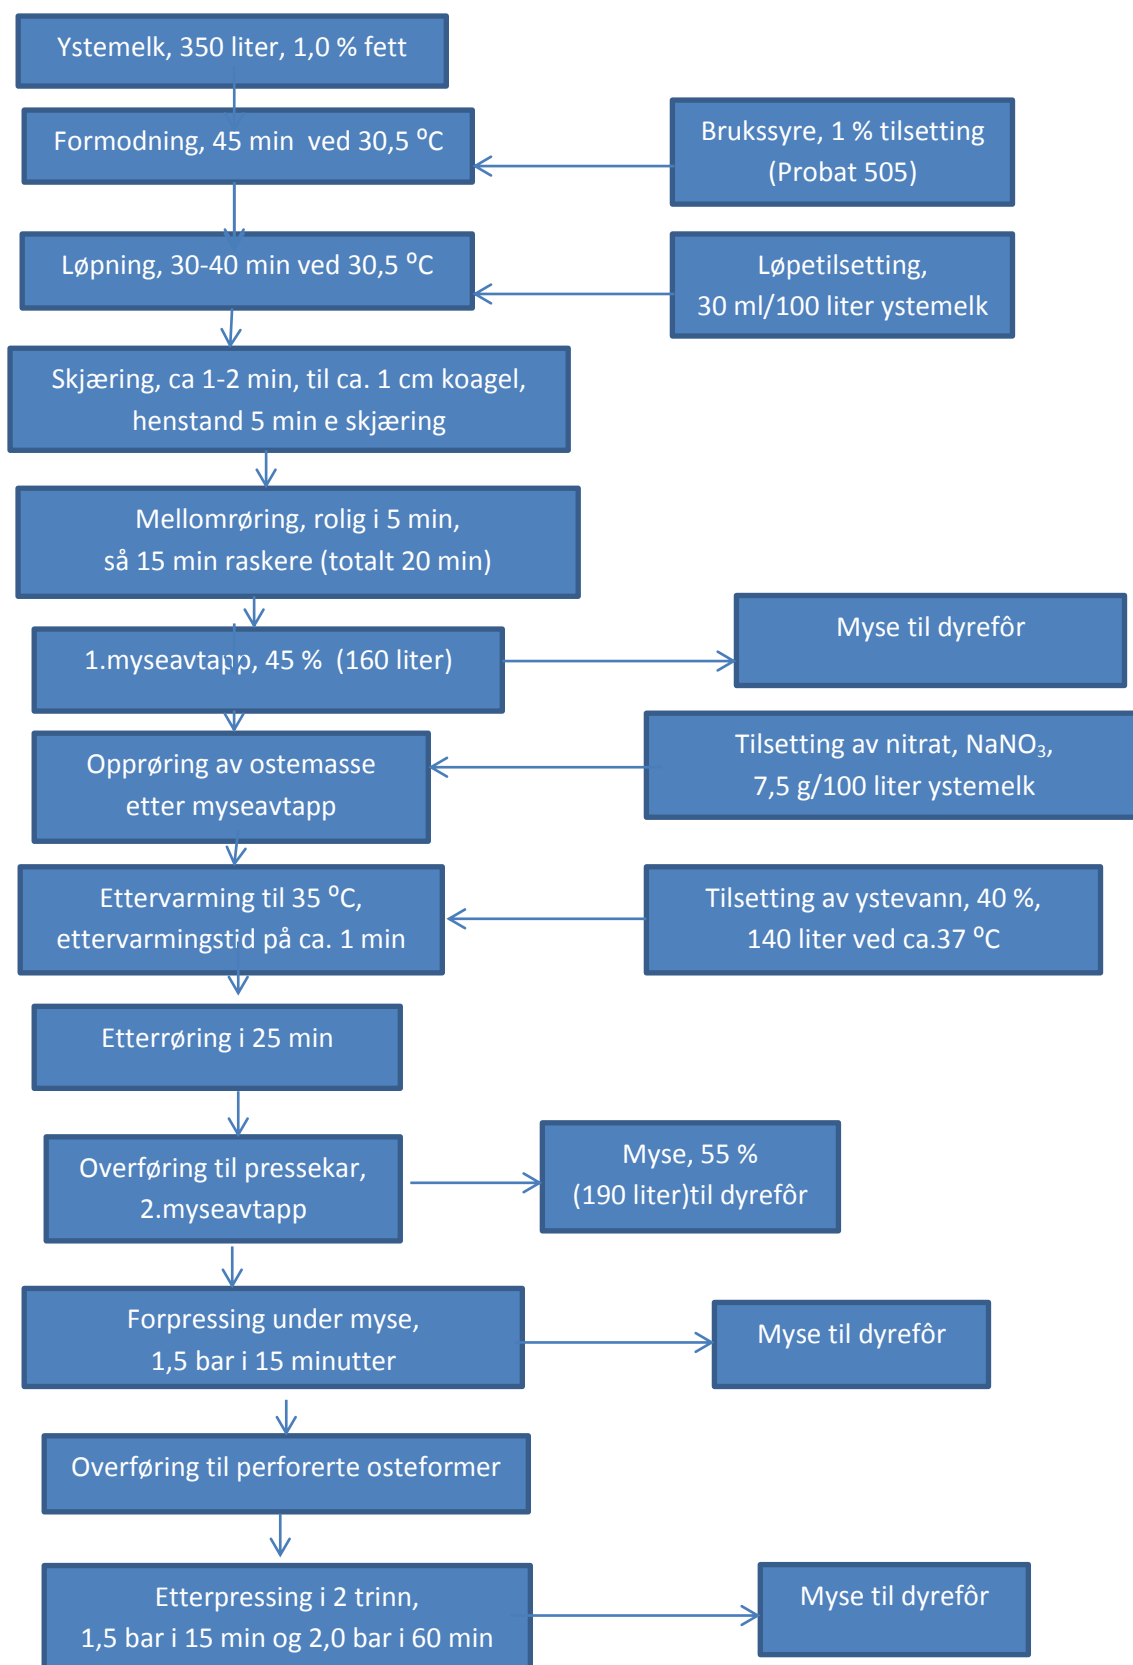 Ystemelk, 350 liter, 1,0 % fett
Formodning, 45 min  ved 30,5 ⁰C
Brukssyre, 1 % tilsetting
(Probat 505)
Løpning, 30-40 min ved 30,5 ⁰C
Løpetilsetting,
30 ml/100 liter ystemelk
Skjæring, ca 1-2 min, til ca. 1 cm koagel,
henstand 5 min e skjæring
Mellomrøring, rolig i 5 min,
så 15 min raskere (totalt 20 min)
1.myseavtapp, 45 %  (160 liter)
Myse til dyrefôr
Opprøring av ostemasse
etter myseavtapp
Tilsetting av nitrat, NaNO₃,
7,5 g/100 liter ystemelk
Ettervarming til 35 ⁰C,
ettervarmingstid på ca. 1 min
Tilsetting av ystevann, 40 %,
140 liter ved ca.37 ⁰C
Etterrøring i 25 min
Overføring til pressekar,
2.myseavtapp
Myse, 55 %
(190 liter)til dyrefôr
Forpressing under myse,
1,5 bar i 15 minutter
Myse til dyrefôr
Overføring til perforerte osteformer
Etterpressing i 2 trinn,
1,5 bar i 15 min og 2,0 bar i 60 min
Myse til dyrefôr